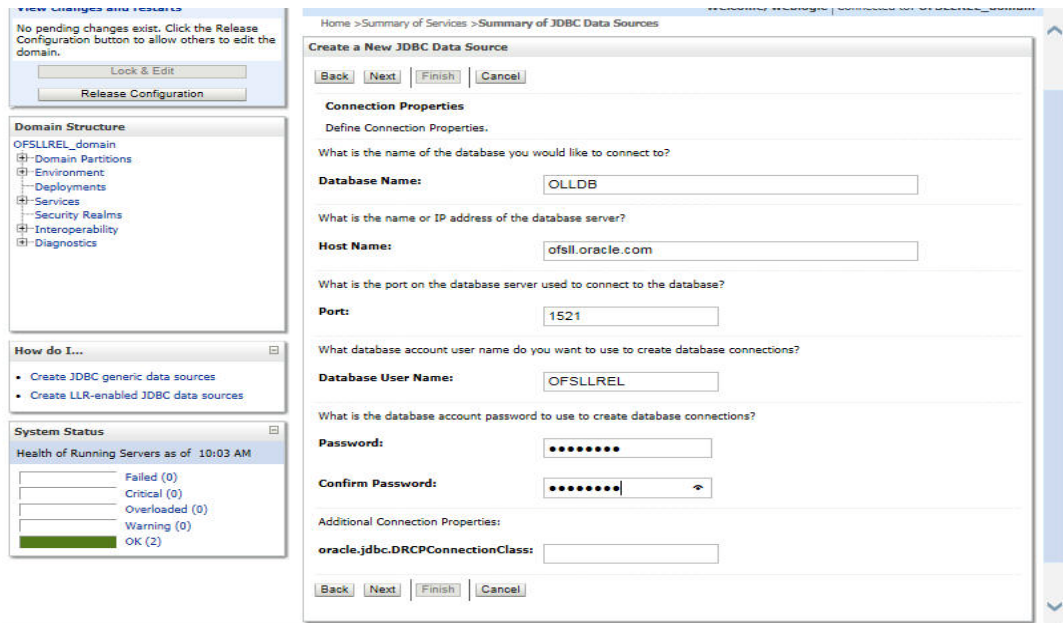 View changes and restarts
No pending changes exist. Click the Release
Configuration button to allow others to edit the
domain.
Lock & Edit
Release Configuration
Domain Structure
OFSLLREL_domain
Domain Partitions
Environment
Deployments
Services
Security Realms
Interoperability
Diagnostics
How do I...
Create JDBC generic data sources
Create LLR-enabled JDBC data sources
System Status
Health of Running Servers as of 10:03 AM
Failed (0)
Critical (0)
Overloaded (0)
Warning (0)
OK (2)
Welcome, weblogic Connected to: OFSLLREL_domain
Home >Summary of Services >Summary of JDBC Data Sources
Create a New JDBC Data Source
Back Next Finish Cancel
Connection Properties
Define Connection Properties.
What is the name of the database you would like to connect to?
Database Name: OLLDB
What is the name or IP address of the database server?
Host Name: ofsll.oracle.com
What is the port on the database server used to connect to the database?
Port: 1521
What database account user name do you want to use to create database connections?
Database User Name: OFSLLREL
What is the database account password to use to create database connections?
Password: ●●●●●●●●
Confirm Password: ●●●●●●●●
Additional Connection Properties:
oracle.jdbc.DRCPConnectionClass:
Back Next Finish Cancel